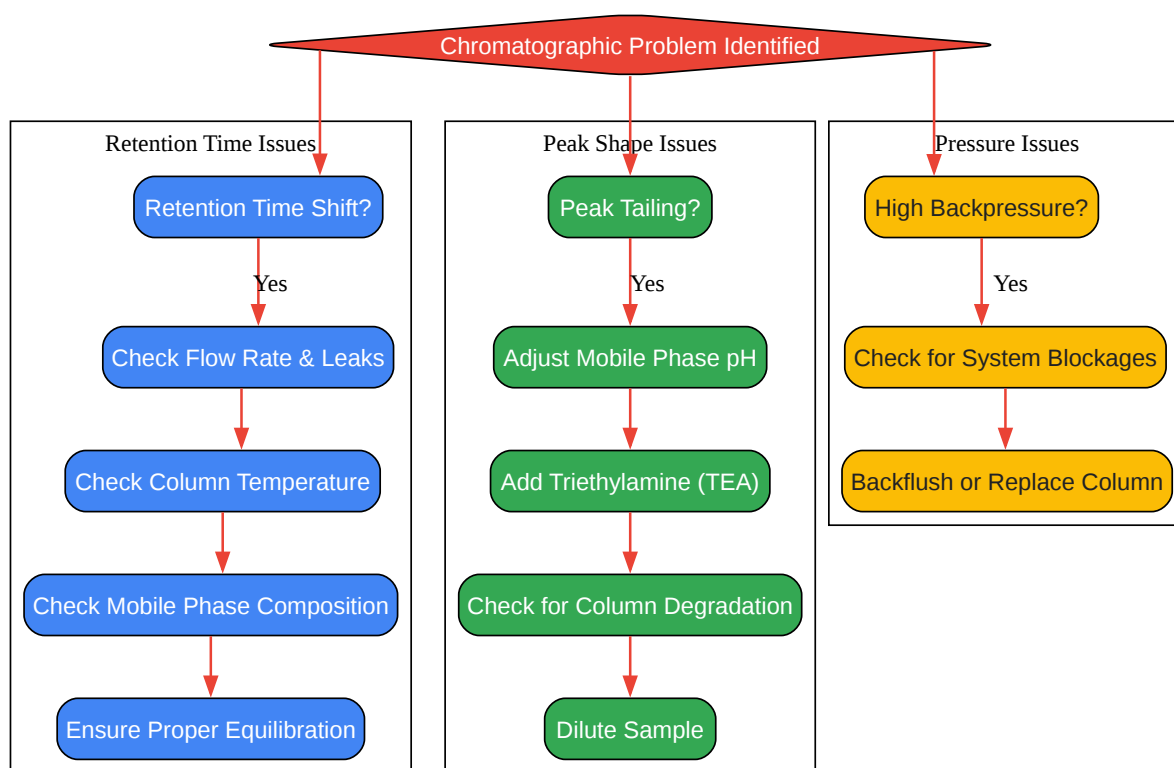 Chromatographic Problem Identified
Retention Time Issues
Retention Time Shift?
Yes
Check Flow Rate & Leaks
Check Column Temperature
Check Mobile Phase Composition
Ensure Proper Equilibration
Peak Shape Issues
Peak Tailing?
Yes
Adjust Mobile Phase pH
Add Triethylamine (TEA)
Check for Column Degradation
Dilute Sample
Pressure Issues
High Backpressure?
Yes
Check for System Blockages
Backflush or Replace Column